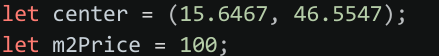 let center = (15.6467, 46.5547);
let m2Price = 100;